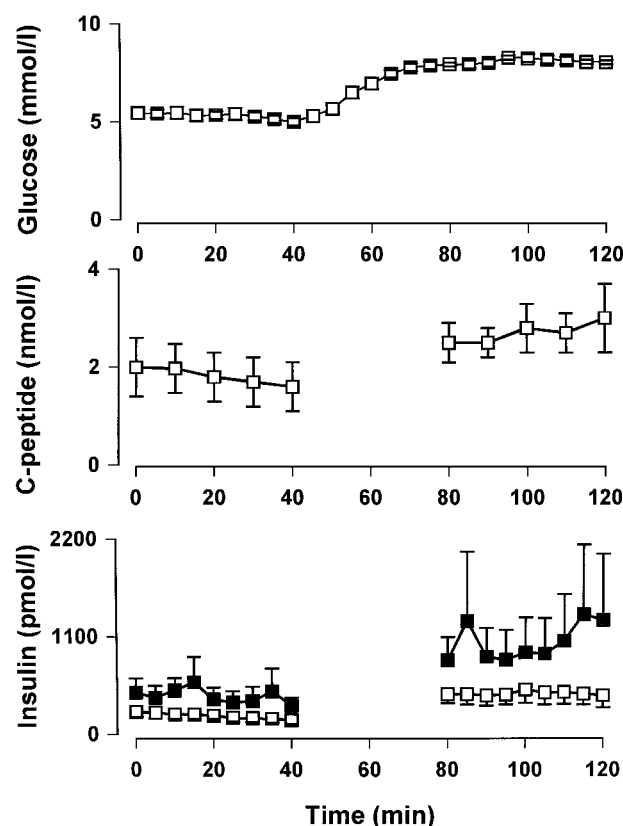 Glucose (mmol/l)
10
5
0
0 20 40 60 80 100 120
C-peptide (nmol/l)
4
2
0
0 20 40 60 80 100 120
Insulin (pmol/l)
2200
1100
0
0 20 40 60 80 100 120
Time (min)